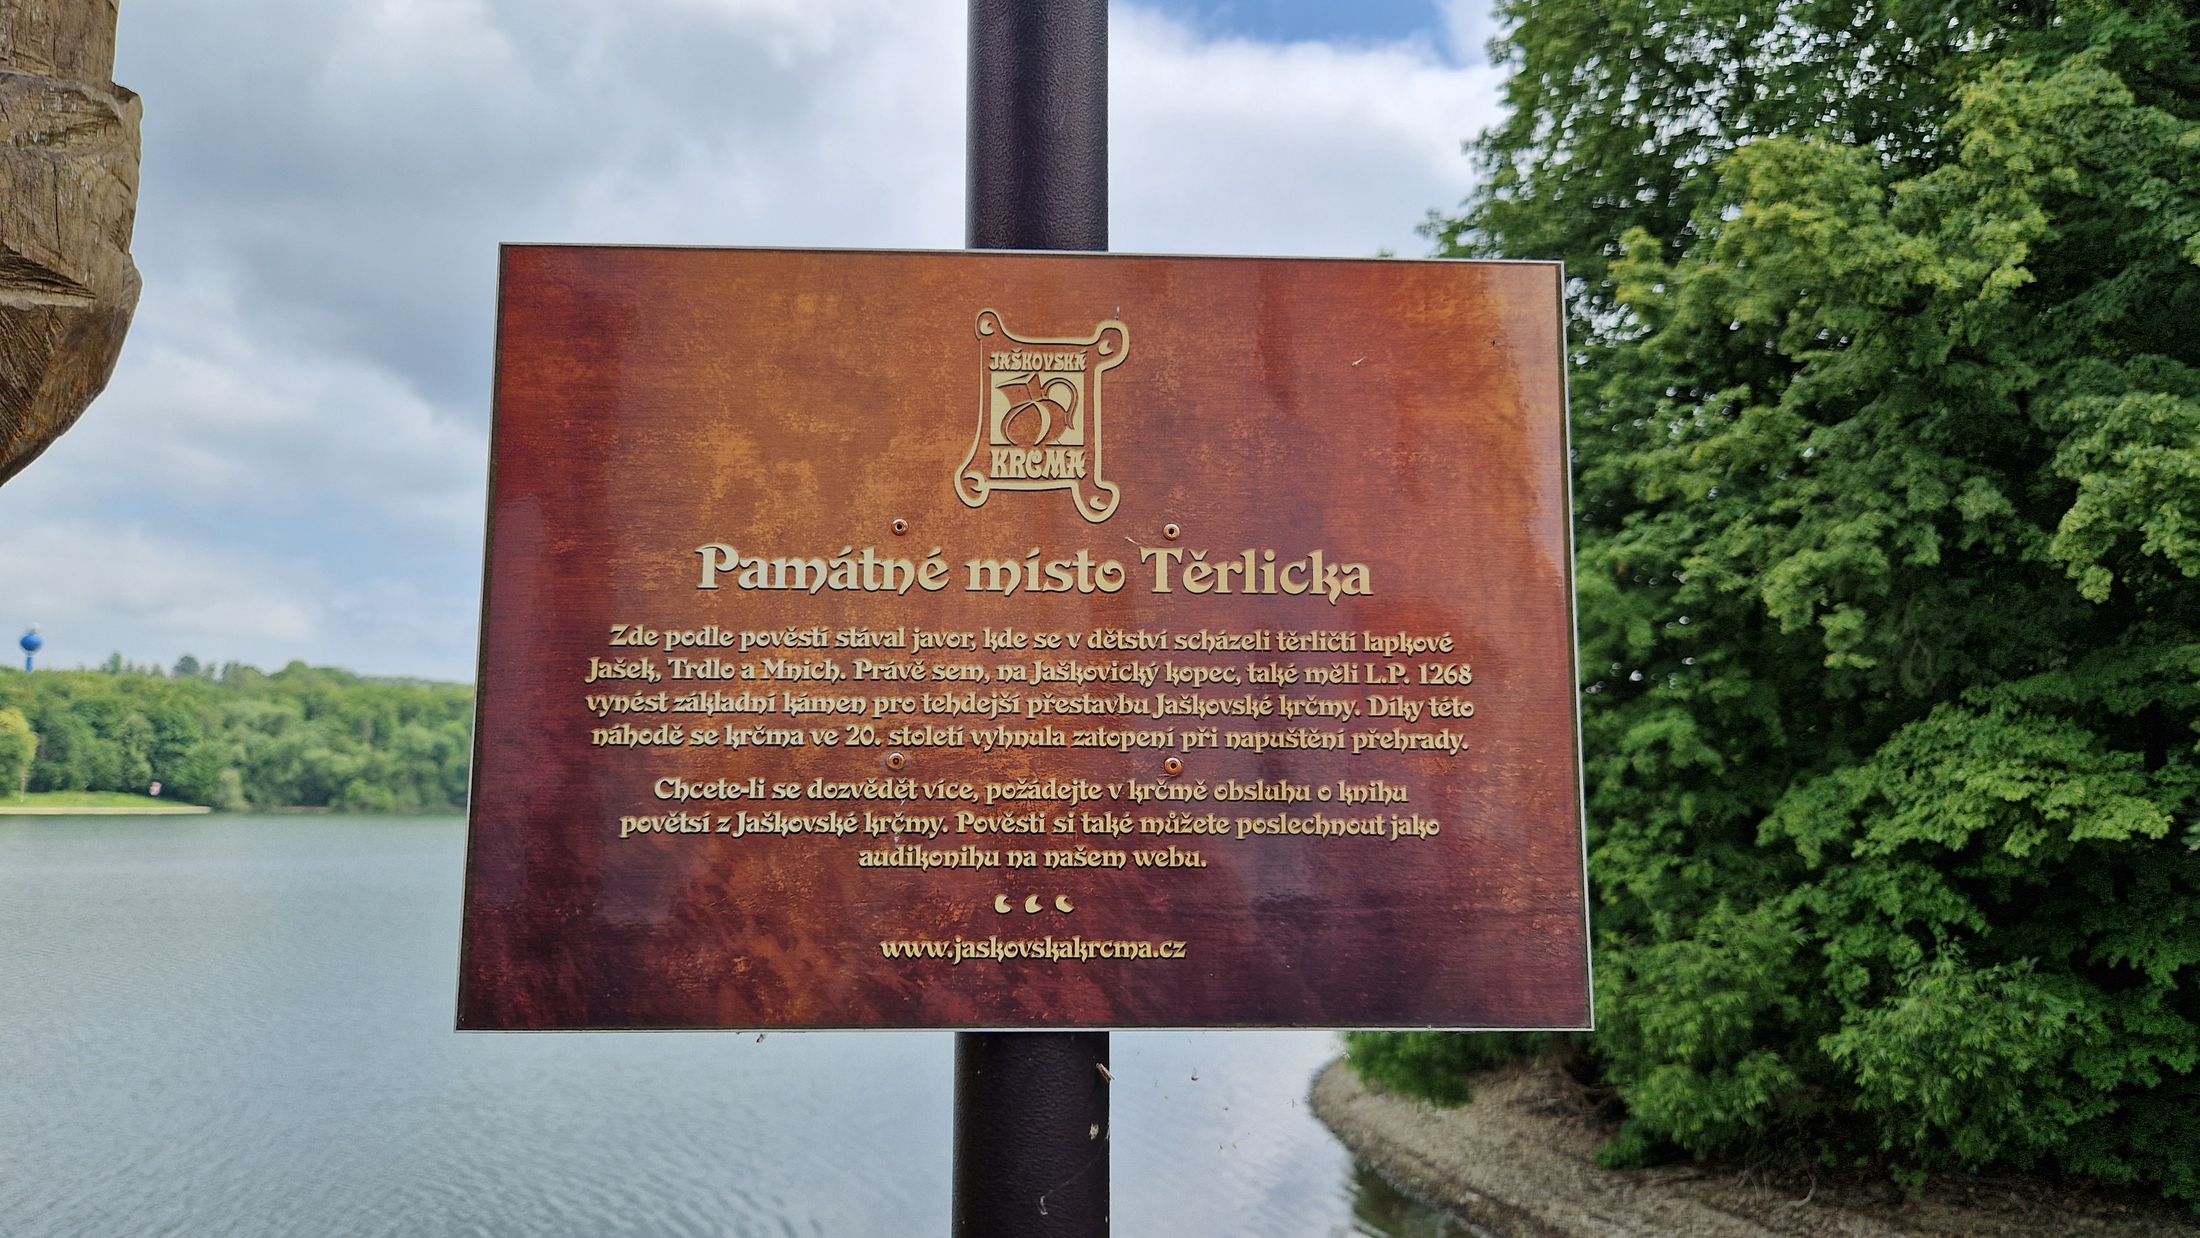 JAŠKOVSKÁ
KRČMA
Památné místo Těrlicka
Zde podle pověstí stával javor, kde se v dětství scházeli těrličtí lapkové
Jašek, Trdlo a Mnich. Právě sem, na Jaškovický kopec, také měli L.P. 1268
vynést základní kámen pro tehdejší přestavbu Jaškovské krčmy. Díky této
náhodě se krčma ve 20. století vyhnula zatopení při napuštění přehrady.
Chcete-li se dozvědět více, požádejte v krčmě obsluhu o knihu
povětsí z Jaškovské krčmy. Pověsti si také můžete poslechnout jako
audikonihu na našem webu.
www.jaskovskakrcma.cz